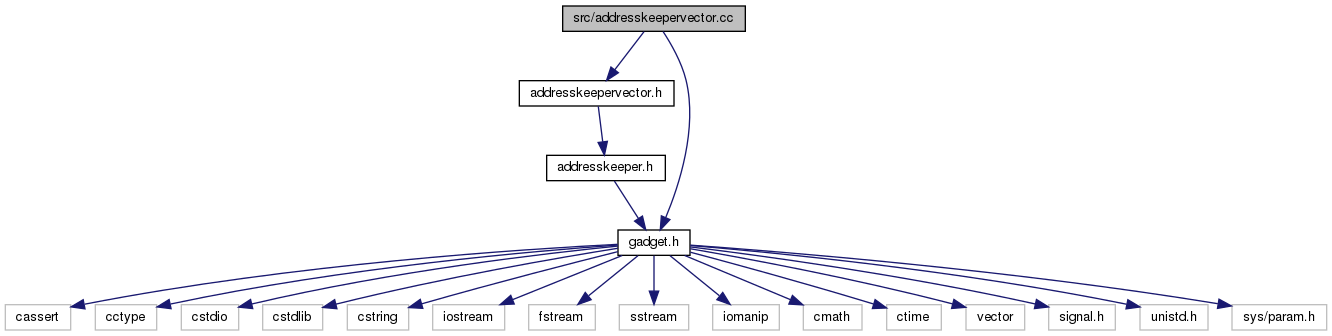 src/addresskeepervector.cc
addresskeepervector.h
addresskeeper.h
gadget.h
cassert
cctype
cstdio
cstdlib
cstring
iostream
fstream
sstream
iomanip
cmath
ctime
vector
signal.h
unistd.h
sys/param.h